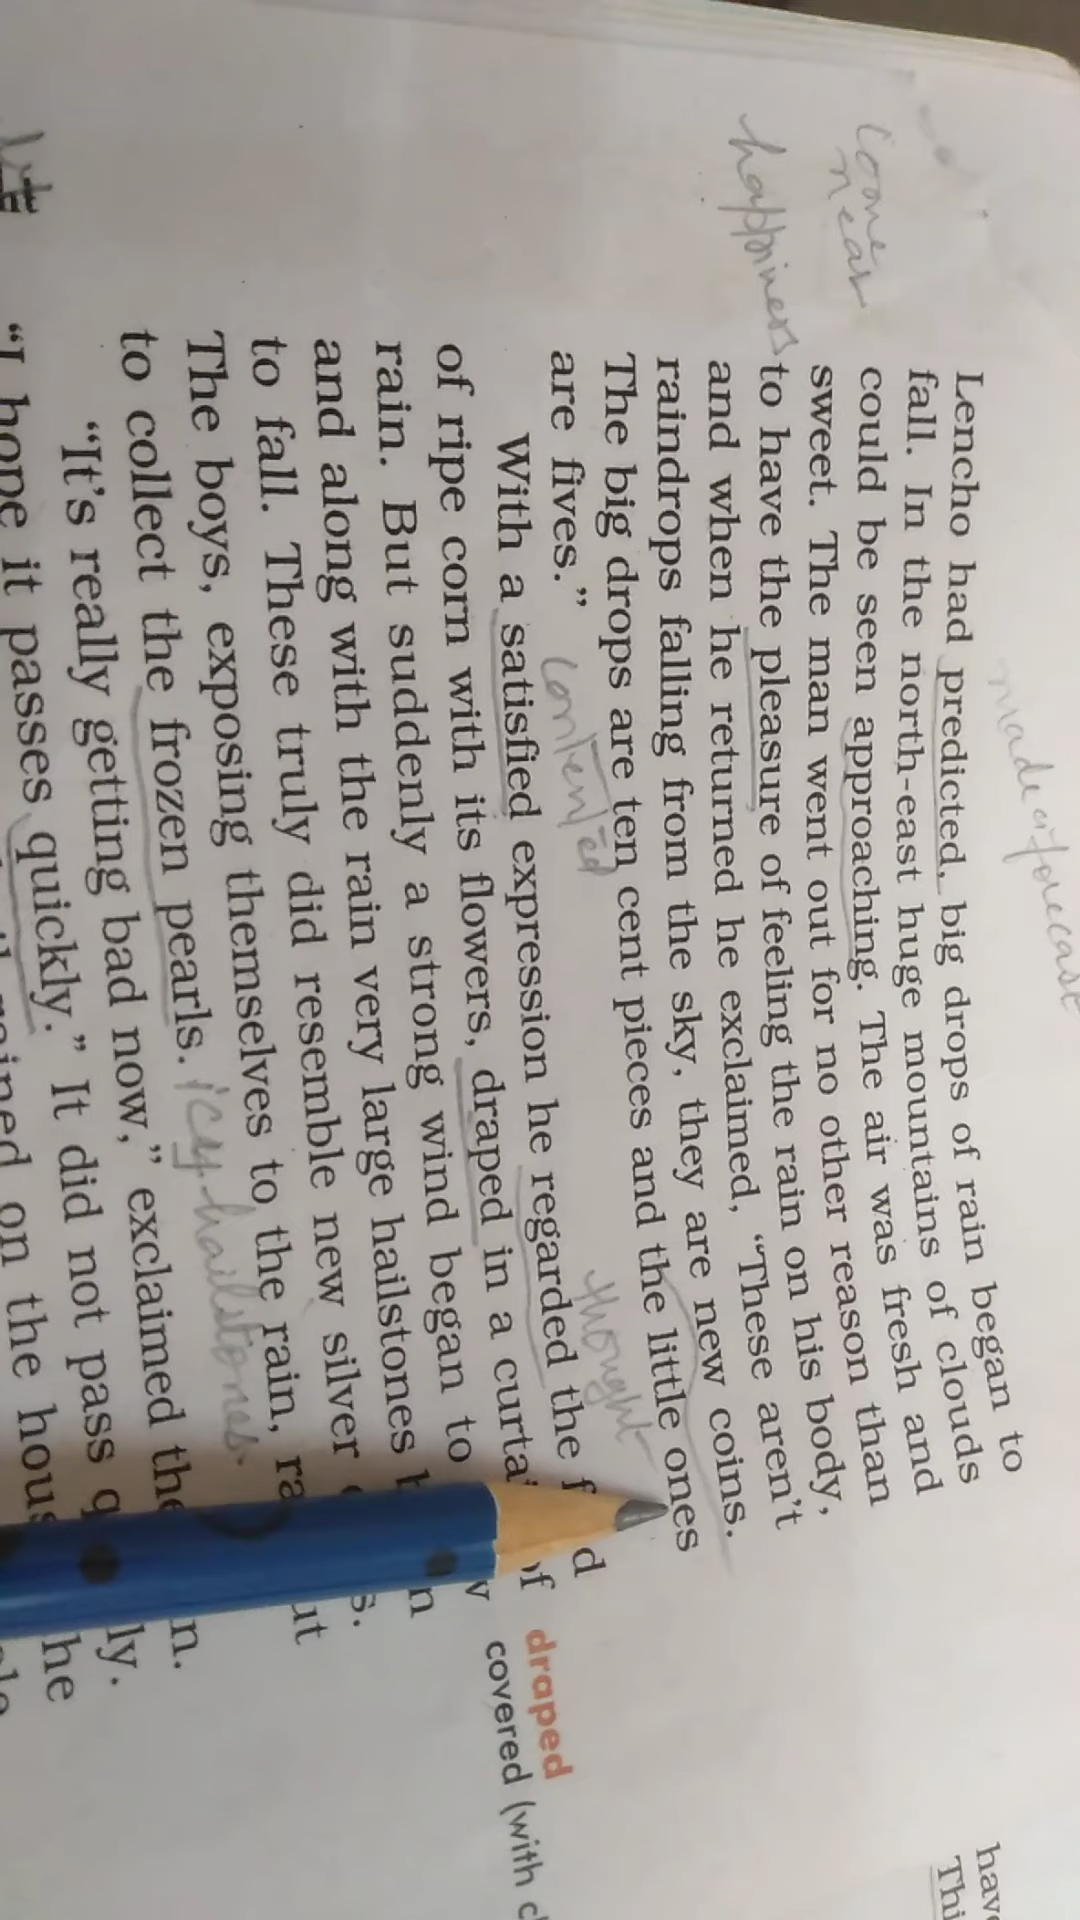 made a forecast
Lencho had predicted, big drops of rain began to
fall. In the north-east huge mountains of clouds
come
near
could be seen approaching. The air was fresh and
sweet. The man went out for no other reason than
happiness
to have the pleasure of feeling the rain on his body,
and when he returned he exclaimed, “These aren’t
raindrops falling from the sky, they are new coins.
The big drops are ten cent pieces and the little ones
are fives.”
contented
thought
With a satisfied expression he regarded the
of ripe corn with its flowers, draped in a
rain. But suddenly a strong wind began to
and along with the rain very large hailstones
to fall. These truly did resemble new silver
The boys, exposing themselves to the rain,
to collect the frozen pearls.
icy hailstones.
“It’s really getting bad now,” exclaimed
hope it passes quickly.” It did not pass
on the
draped
covered (with